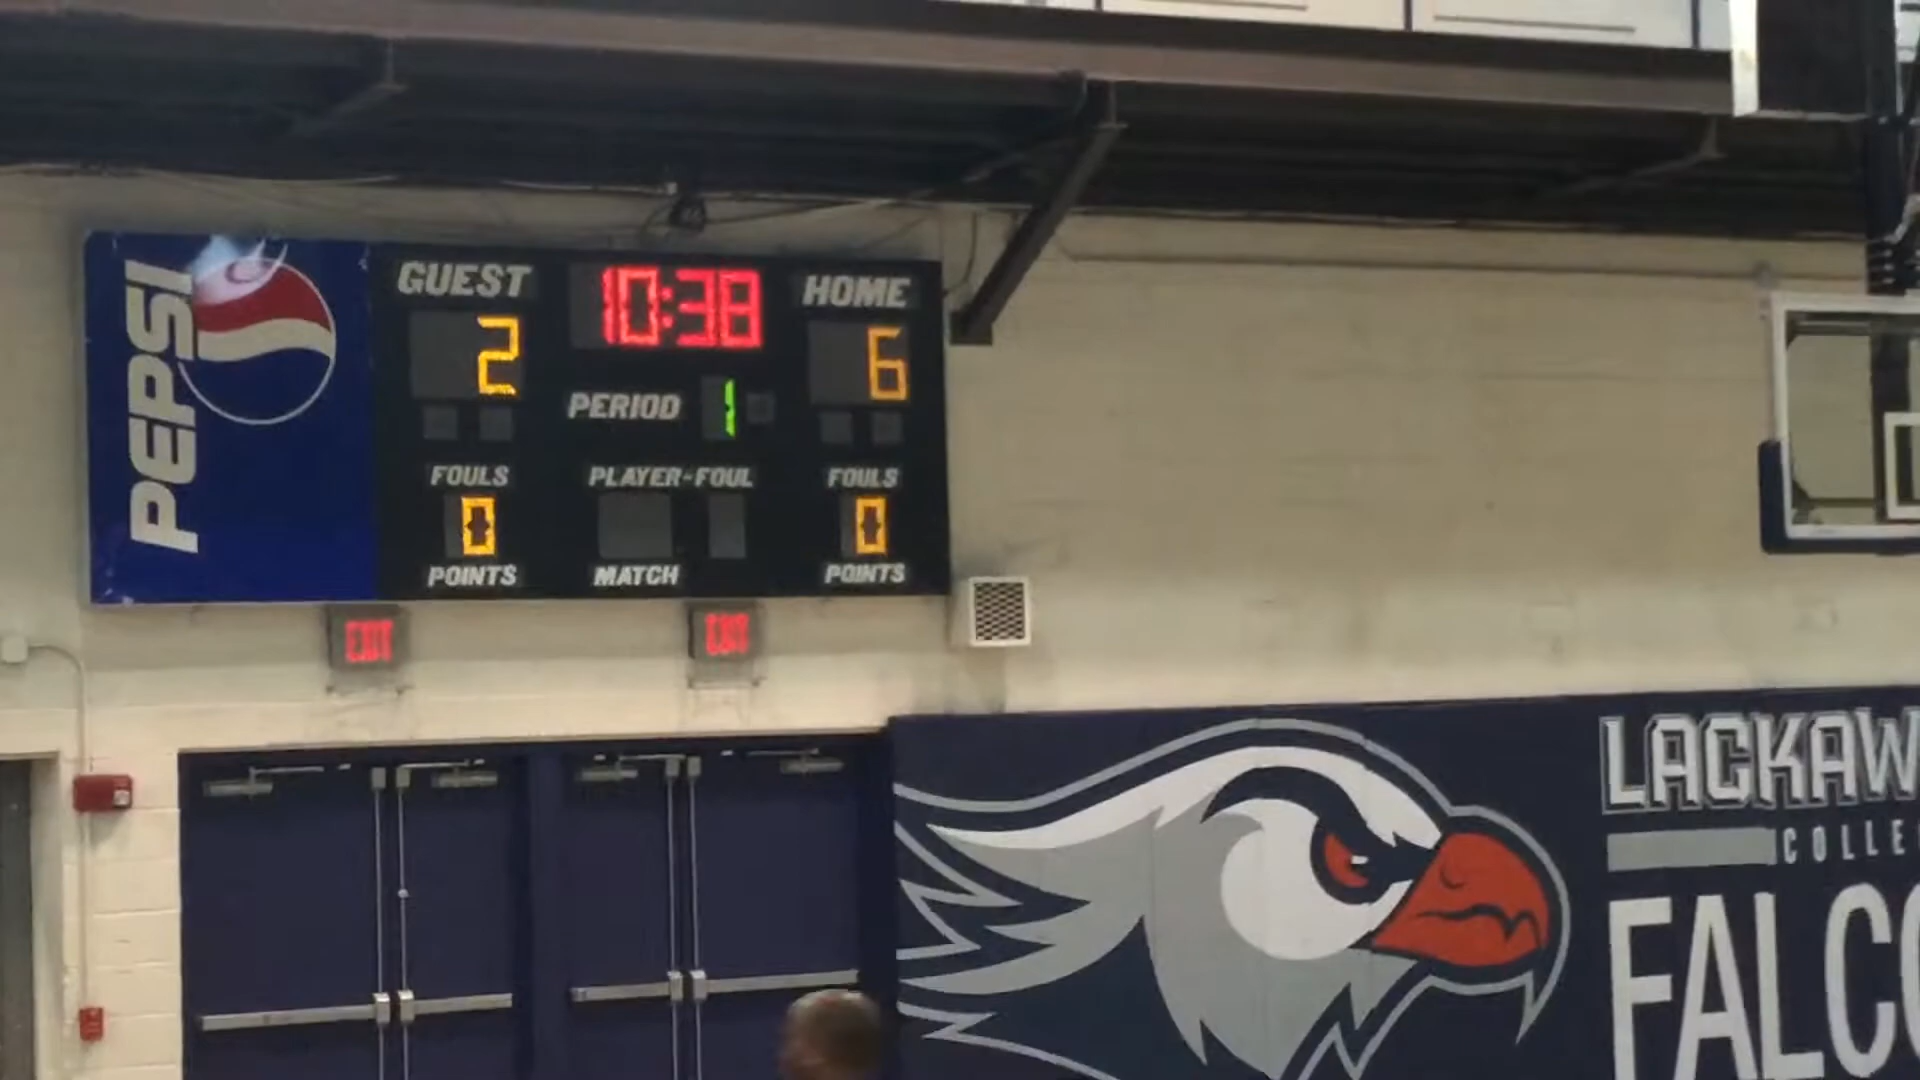 PEPSI
GUEST 10:38 HOME
2 6
PERIOD 1
FOULS PLAYER-FOUL FOULS
0 0
POINTS MATCH POINTS
EXIT EXIT
LACKAW
COLLE
FALCO